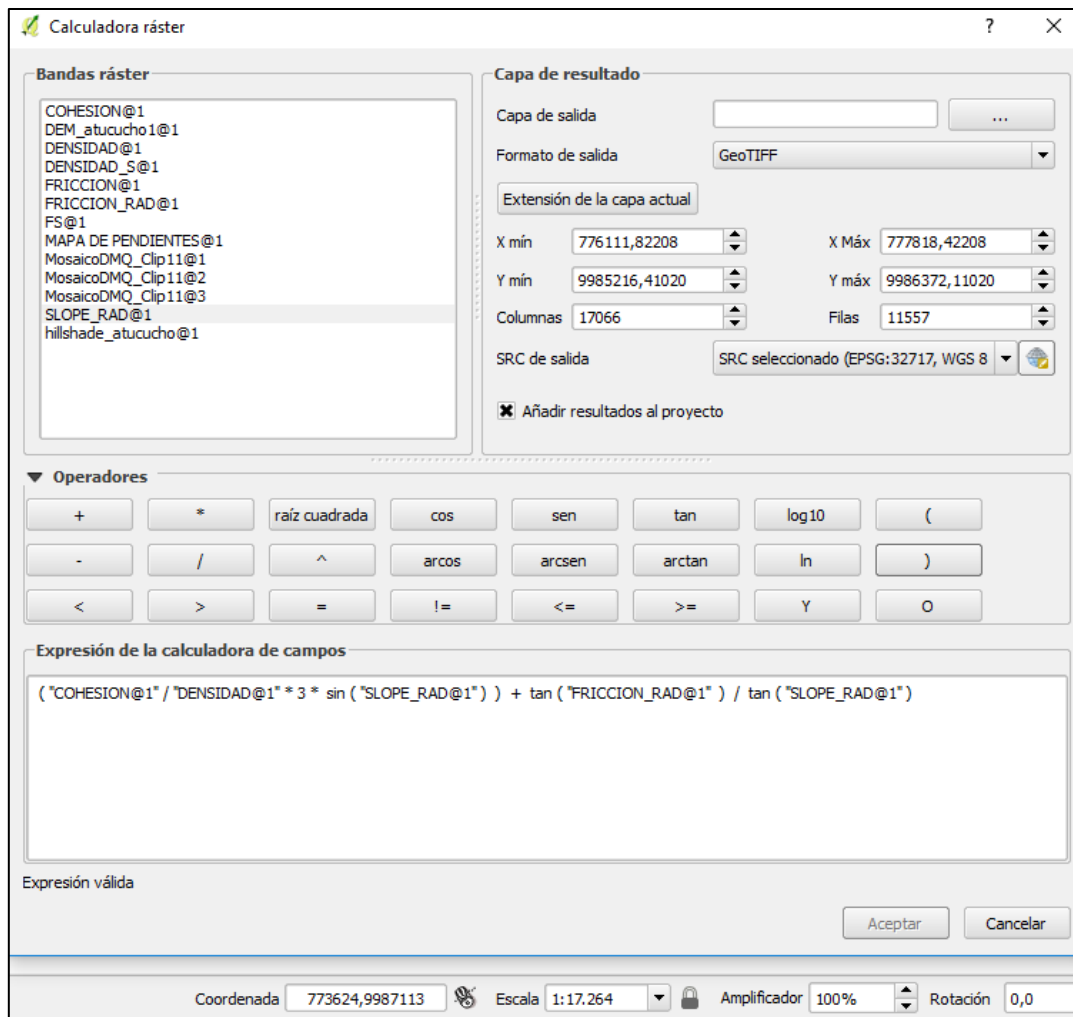 Calculadora ráster ?
Bandas ráster
COHESION@1
DEM_atucucho1@1
DENSIDAD@1
DENSIDAD_S@1
FRICCION@1
FRICCION_RAD@1
FS@1
MAPA DE PENDIENTES@1
MosaicoDMQ_Clip11@1
MosaicoDMQ_Clip11@2
MosaicoDMQ_Clip11@3
SLOPE_RAD@1
hillshade_atucucho@1
Capa de resultado
Capa de salida ...
Formato de salida GeoTIFF
Extensión de la capa actual
X mín 776111,82208 X Máx 777818,42208
Y mín 9985216,41020 Y máx 9986372,11020
Columnas 17066 Filas 11557
SRC de salida SRC seleccionado (EPSG:32717, WGS 8
Añadir resultados al proyecto
Operadores
+ * raíz cuadrada cos sen tan log10 (
- / ^ arcos arcsen arctan ln )
< > = != <= >= Y O
Expresión de la calculadora de campos
( "COHESION@1" / "DENSIDAD@1" * 3 * sin ( "SLOPE_RAD@1" ) ) + tan ( "FRICCION_RAD@1" ) / tan ( "SLOPE_RAD@1" )
Expresión válida
Aceptar Cancelar
Coordenada 773624,9987113 Escala 1:17.264 Amplificador 100% Rotación 0,0